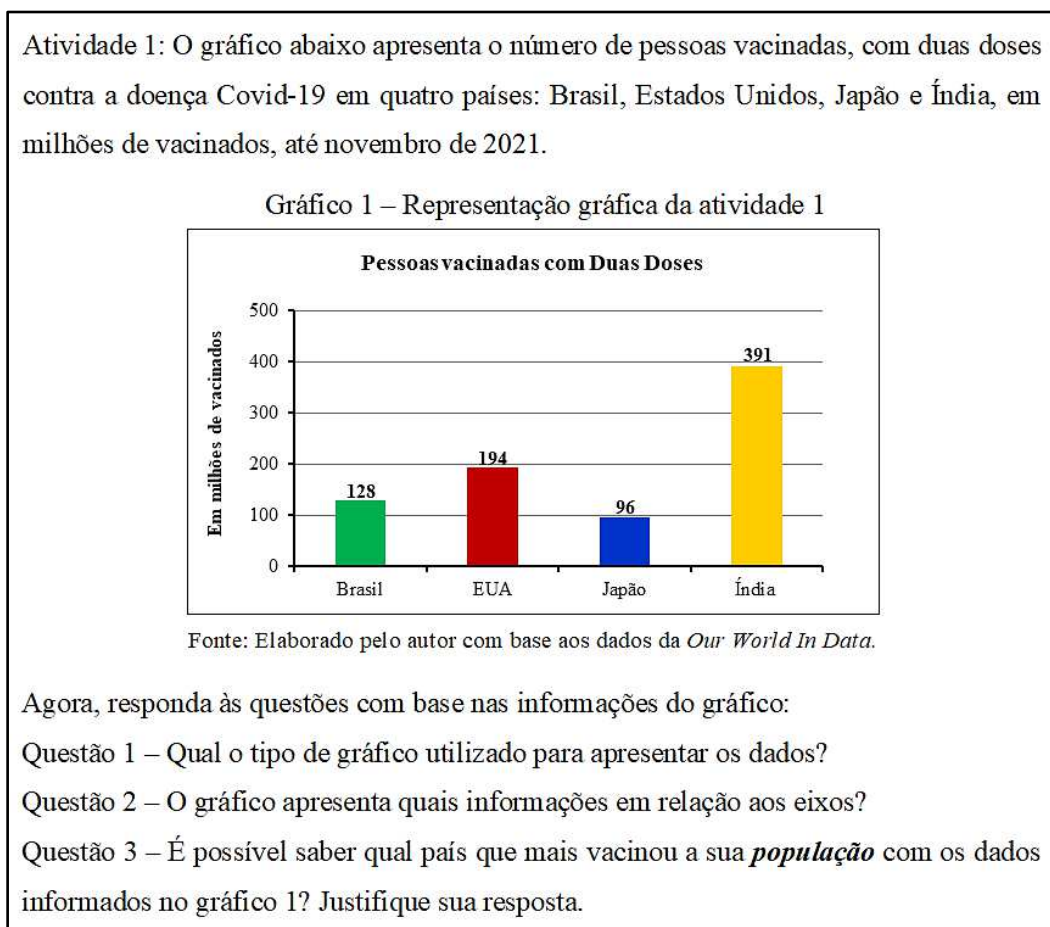 Atividade 1: O gráfico abaixo apresenta o número de pessoas vacinadas, com duas doses
contra a doença Covid-19 em quatro países: Brasil, Estados Unidos, Japão e Índia, em
milhões de vacinados, até novembro de 2021.
Gráfico 1 – Representação gráfica da atividade 1
Pessoas vacinadas com Duas Doses
Em milhões de vacinados
500
400
300
200
100
0
128
194
96
391
Brasil
EUA
Japão
Índia
Fonte: Elaborado pelo autor com base aos dados da Our World In Data.
Agora, responda às questões com base nas informações do gráfico:
Questão 1 – Qual o tipo de gráfico utilizado para apresentar os dados?
Questão 2 – O gráfico apresenta quais informações em relação aos eixos?
Questão 3 – É possível saber qual país que mais vacinou a sua população com os dados
informados no gráfico 1? Justifique sua resposta.